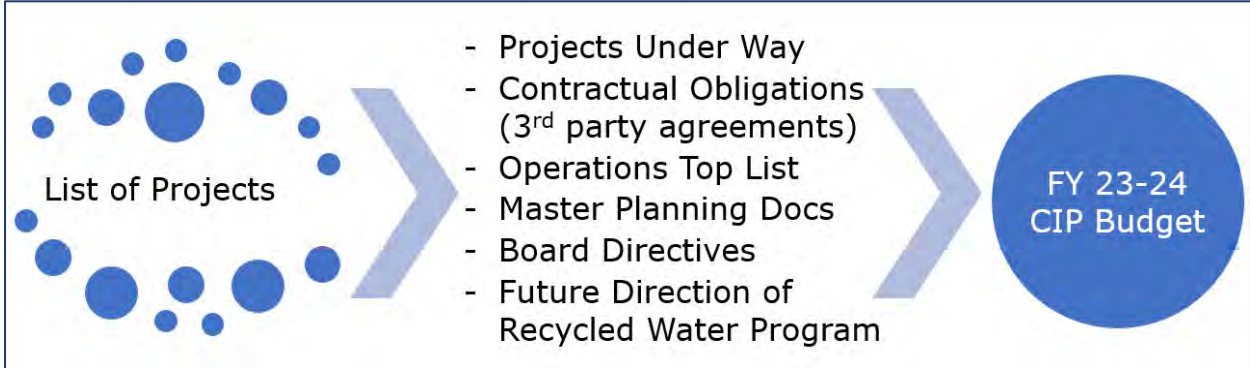 List of Projects
- Projects Under Way
- Contractual Obligations
(3rd party agreements)
- Operations Top List
- Master Planning Docs
- Board Directives
- Future Direction of
Recycled Water Program
FY 23-24
CIP Budget